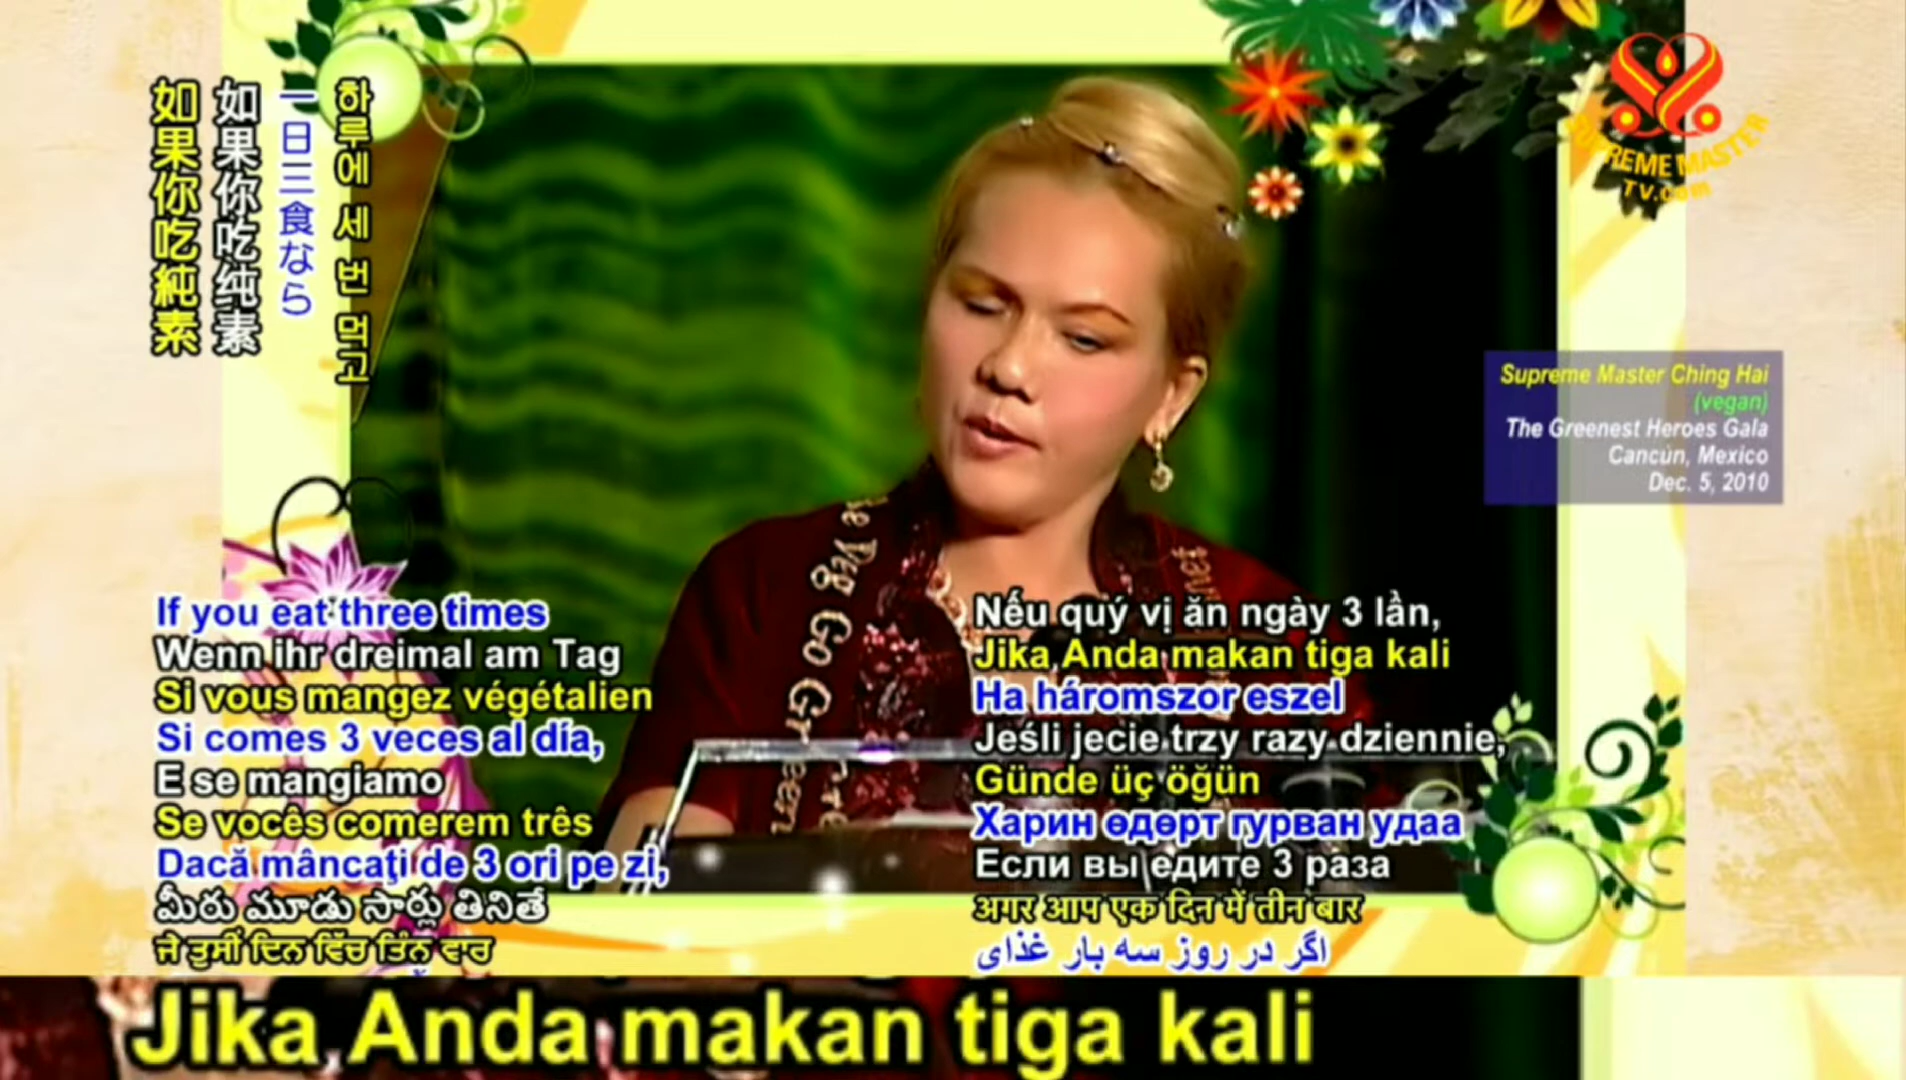 如果你吃純素
如果你吃纯素
一日三食なら
하루에 세 번 먹고
SUPREME MASTER
TV.com
Supreme Master Ching Hai
(vegan)
The Greenest Heroes Gala
Cancún, Mexico
Dec. 5, 2010
Be Veg Go Green
If you eat three times
Wenn ihr dreimal am Tag
Si vous mangez végétalien
Si comes 3 veces al día,
E se mangiamo
Se vocês comerem três
Dacă mâncaţi de 3 ori pe zi,
మీరు మూడు సార్లు తినితే
ਜੇ ਤੁਸੀਂ ਦਿਨ ਵਿੱਚ ਤਿੰਨ ਵਾਰ
Nếu quý vị ăn ngày 3 lần,
Jika Anda makan tiga kali
Ha háromszor eszel
Jeśli jecie trzy razy dziennie,
Günde üç öğün
Харин өдөрт гурван удаа
Если вы едите 3 раза
अगर आप एक दिन में तीन बार
اگر در روز سه بار غذای
Jika Anda makan tiga kali